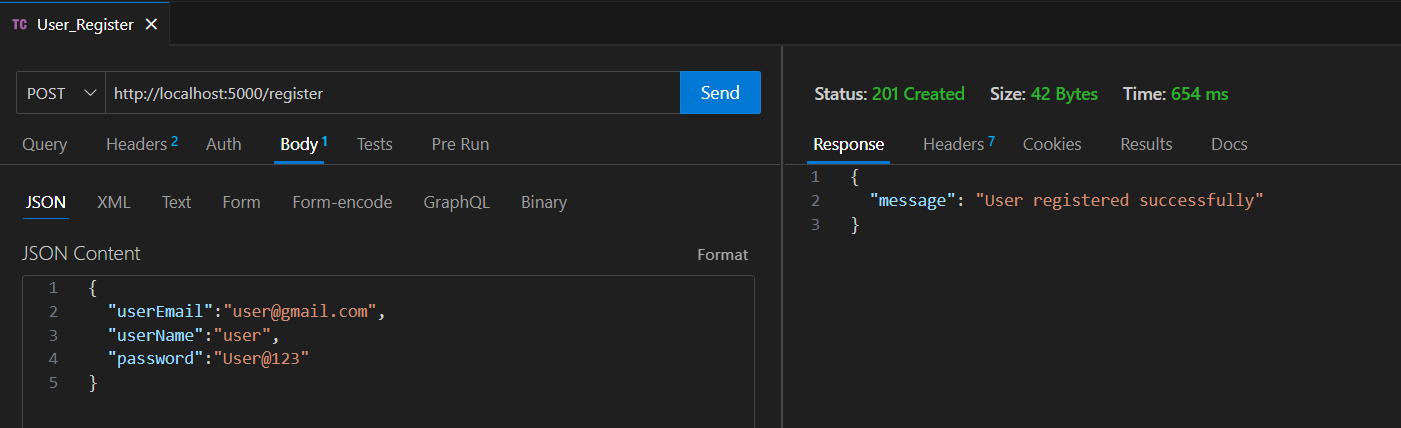 TC User_Register ×
POST http://localhost:5000/register Send
Query Headers 2 Auth Body 1 Tests Pre Run
JSON XML Text Form Form-encode GraphQL Binary
JSON Content Format
1 {
2 "userEmail":"user@gmail.com",
3 "userName":"user",
4 "password":"User@123"
5 }
Status: 201 Created Size: 42 Bytes Time: 654 ms
Response Headers 7 Cookies Results Docs
1 {
2 "message": "User registered successfully"
3 }